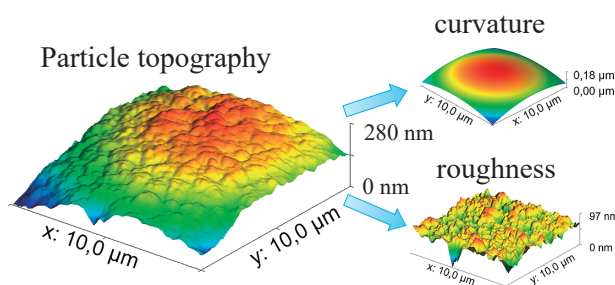 Particle topography
280 nm
0 nm
x: 10,0 µm
y: 10,0 µm
curvature
0,18 µm
0,00 µm
y: 10,0 µm
x: 10,0 µm
roughness
97 nm
0 nm
x: 10,0 µm
y: 10,0 µm